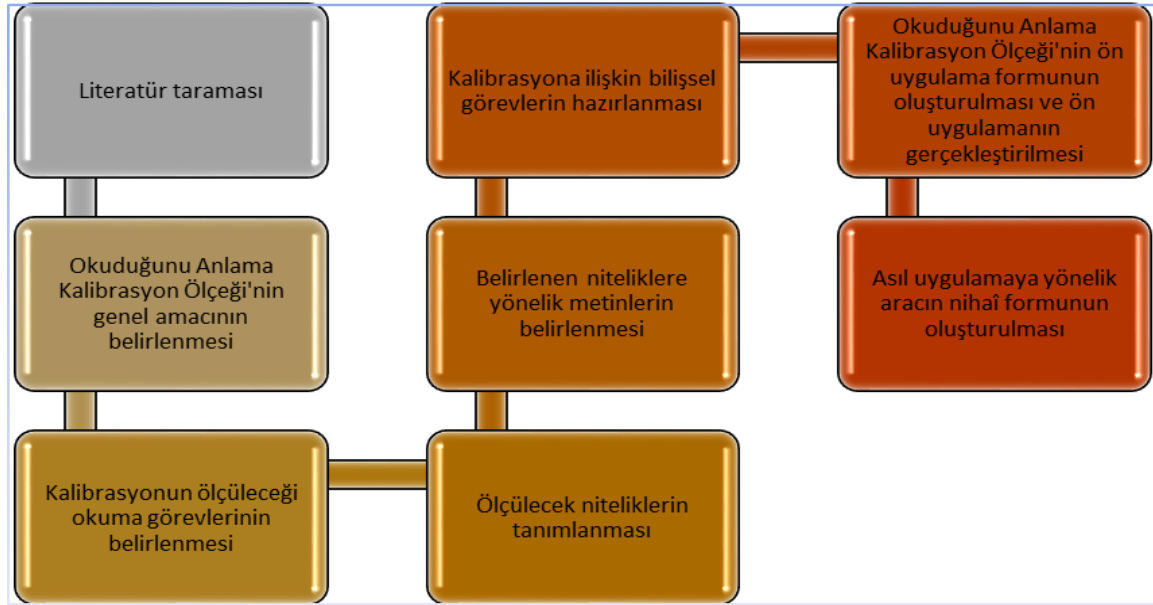 Literatür taraması
Okuduğunu Anlama
Kalibrasyon Ölçeği'nin
genel amacının
belirlenmesi
Kalibrasyonun ölçüleceği
okuma görevlerinin
belirlenmesi
Ölçülecek niteliklerin
tanımlanması
Belirlenen niteliklere
yönelik metinlerin
belirlenmesi
Kalibrasyona ilişkin bilişsel
görevlerin hazırlanması
Okuduğunu Anlama
Kalibrasyon Ölçeği'nin ön
uygulama formunun
oluşturulması ve ön
uygulamanın
gerçekleştirilmesi
Asıl uygulamaya yönelik
aracın nihaî formunun
oluşturulması